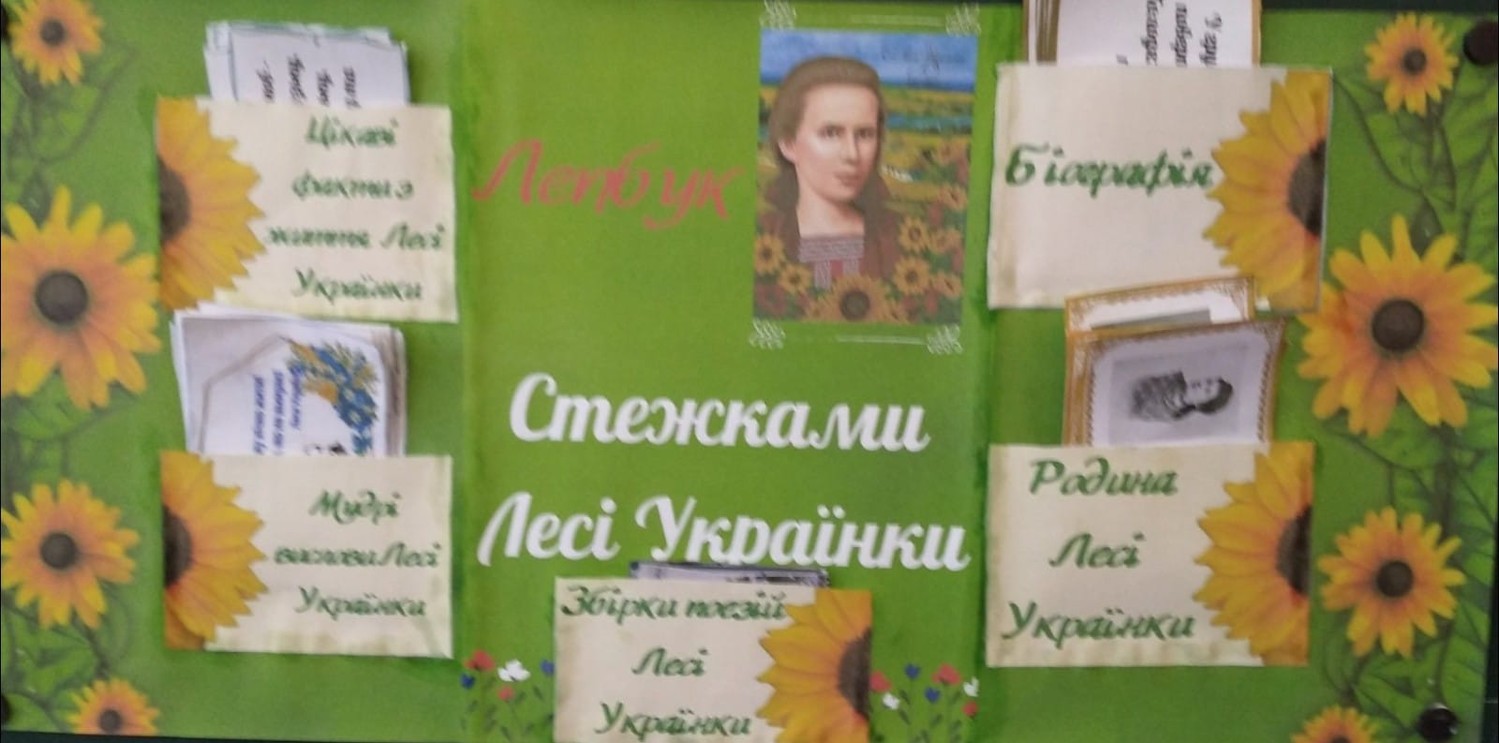 Цікаві
факти з
життя Лесі
Українки
Мудрі
вислови Лесі
Українки
Лепбук
Стежками
Лесі Українки
Збірки поезій
Лесі
Українки
Біографія
Родина
Лесі
Українки